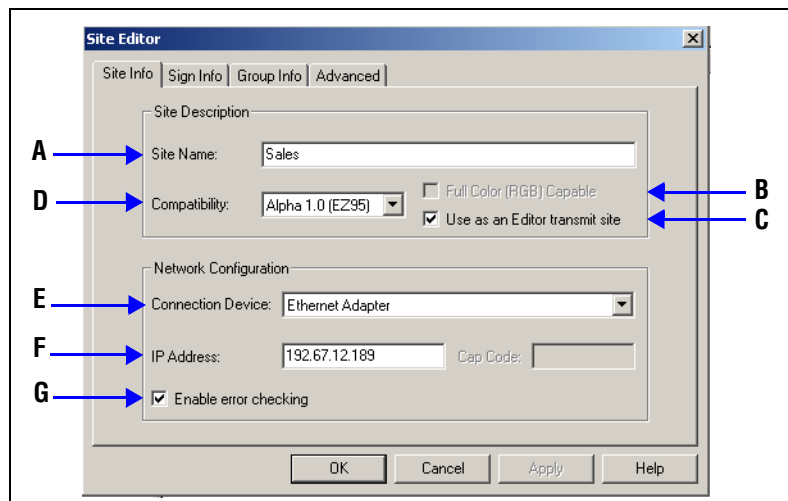 Site Editor
Site Info Sign Info Group Info Advanced
Site Description
A Site Name: Sales
D Compatibility: Alpha 1.0 (EZ95) Full Color (RGB) Capable B
Use as an Editor transmit site C
Network Configuration
E Connection Device: Ethernet Adapter
F IP Address: 192.67.12.189 Cap Code:
G Enable error checking
OK Cancel Apply Help